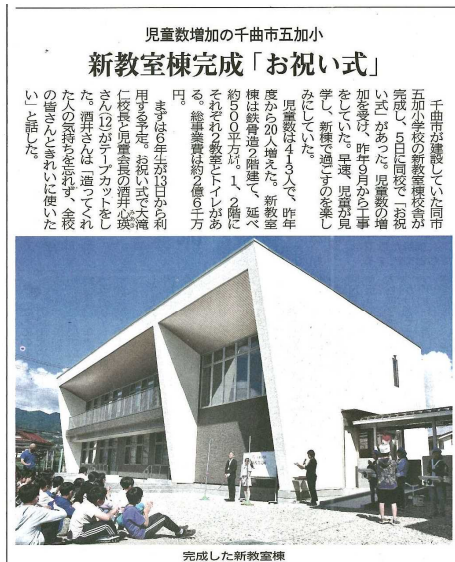 児童数増加の千曲市五加小
新教室棟完成「お祝い式」
千曲市が建設していた同市
五加小学校の新教室棟校舎が
完成し、5日に同校で「お祝
い式」があった。児童数の増
加を受け、昨年9月から工事
をしていた。早速、児童が見
学し、新棟で過ごすのを楽し
みにしていた。
児童数は413人で、昨年
度から20人増えた。新教室
棟は鉄骨造り2階建て、延べ
約500平方㍍。1、2階に
それぞれ2教室とトイレがあ
る。総事業費は約2億6千万
円。
まずは6年生が13日から利
用する予定。お祝い式で大滝
仁校長と児童会長の酒井心瑛
さん(12)がテープカットをし
た。酒井さんは「造ってくれ
た人の気持ちを忘れず、全校
の皆さんときれいに使いた
い」と話した。
完成した新教室棟